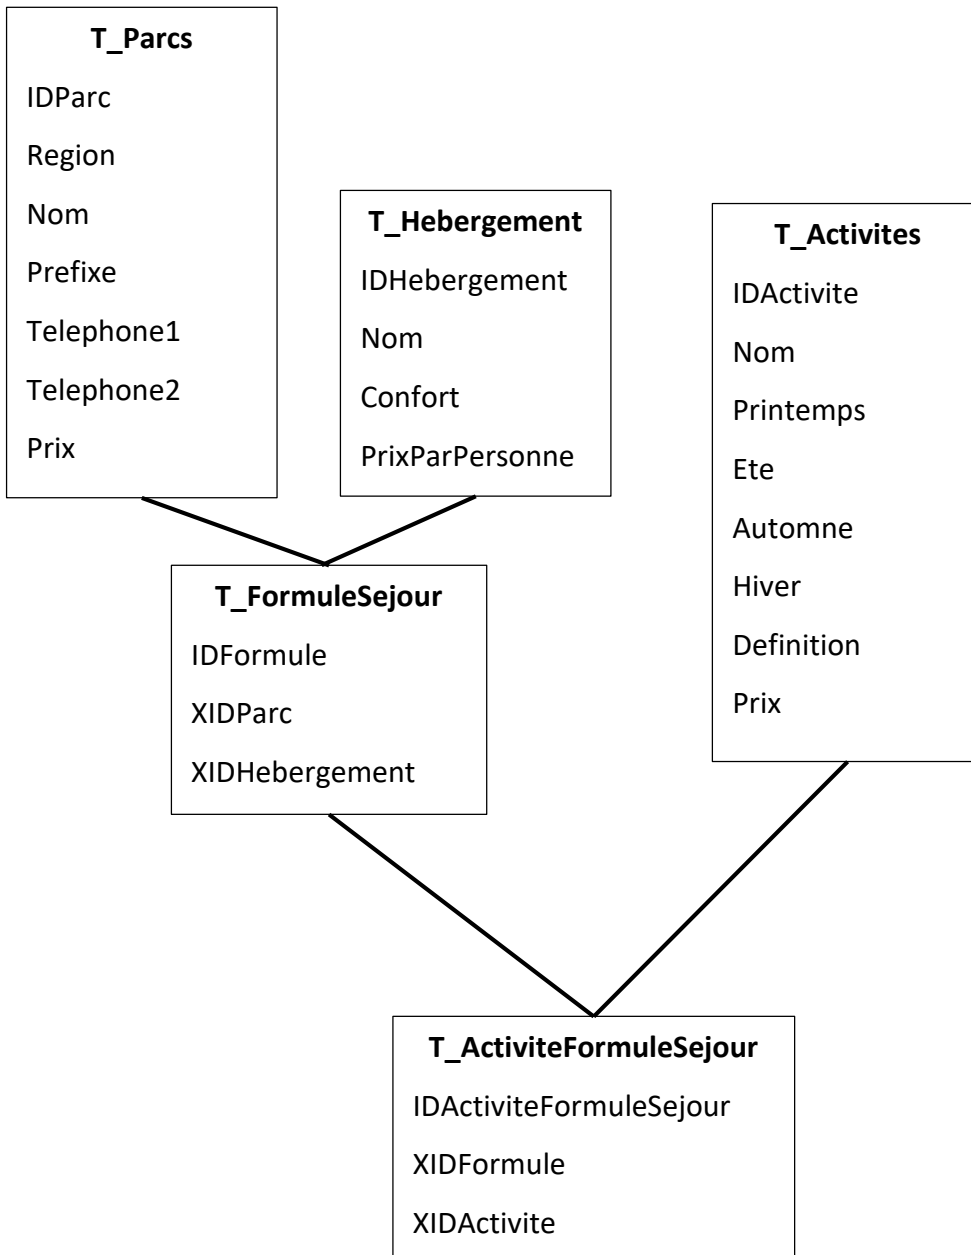 T_Parcs
IDParc
Region
Nom
Prefixe
Telephone1
Telephone2
Prix
T_Hebergement
IDHebergement
Nom
Confort
PrixParPersonne
T_Activites
IDActivite
Nom
Printemps
Ete
Automne
Hiver
Definition
Prix
T_FormuleSejour
IDFormule
XIDParc
XIDHebergement
T_ActiviteFormuleSejour
IDActiviteFormuleSejour
XIDFormule
XIDActivite